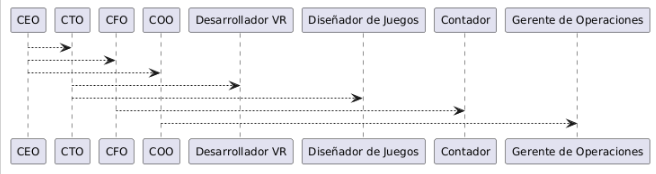 CEO CTO CFO COO Desarrollador VR Diseñador de Juegos Contador Gerente de Operaciones
CEO CTO CFO COO Desarrollador VR Diseñador de Juegos Contador Gerente de Operaciones